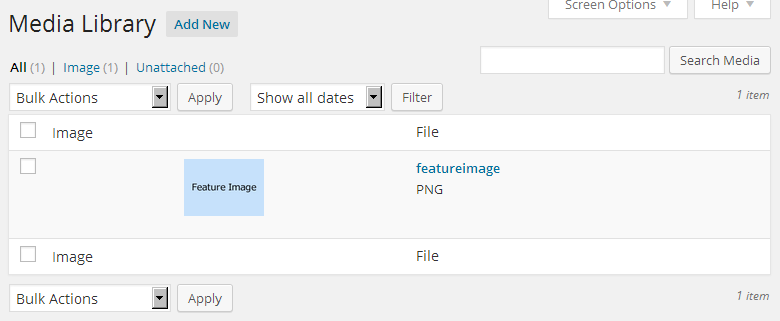 Screen Options Help
Media Library Add New
All (1) | Image (1) | Unattached (0)
Search Media
Bulk Actions Apply Show all dates Filter 1 item
Image File
Feature Image featureimage
PNG
Image File
Bulk Actions Apply 1 item